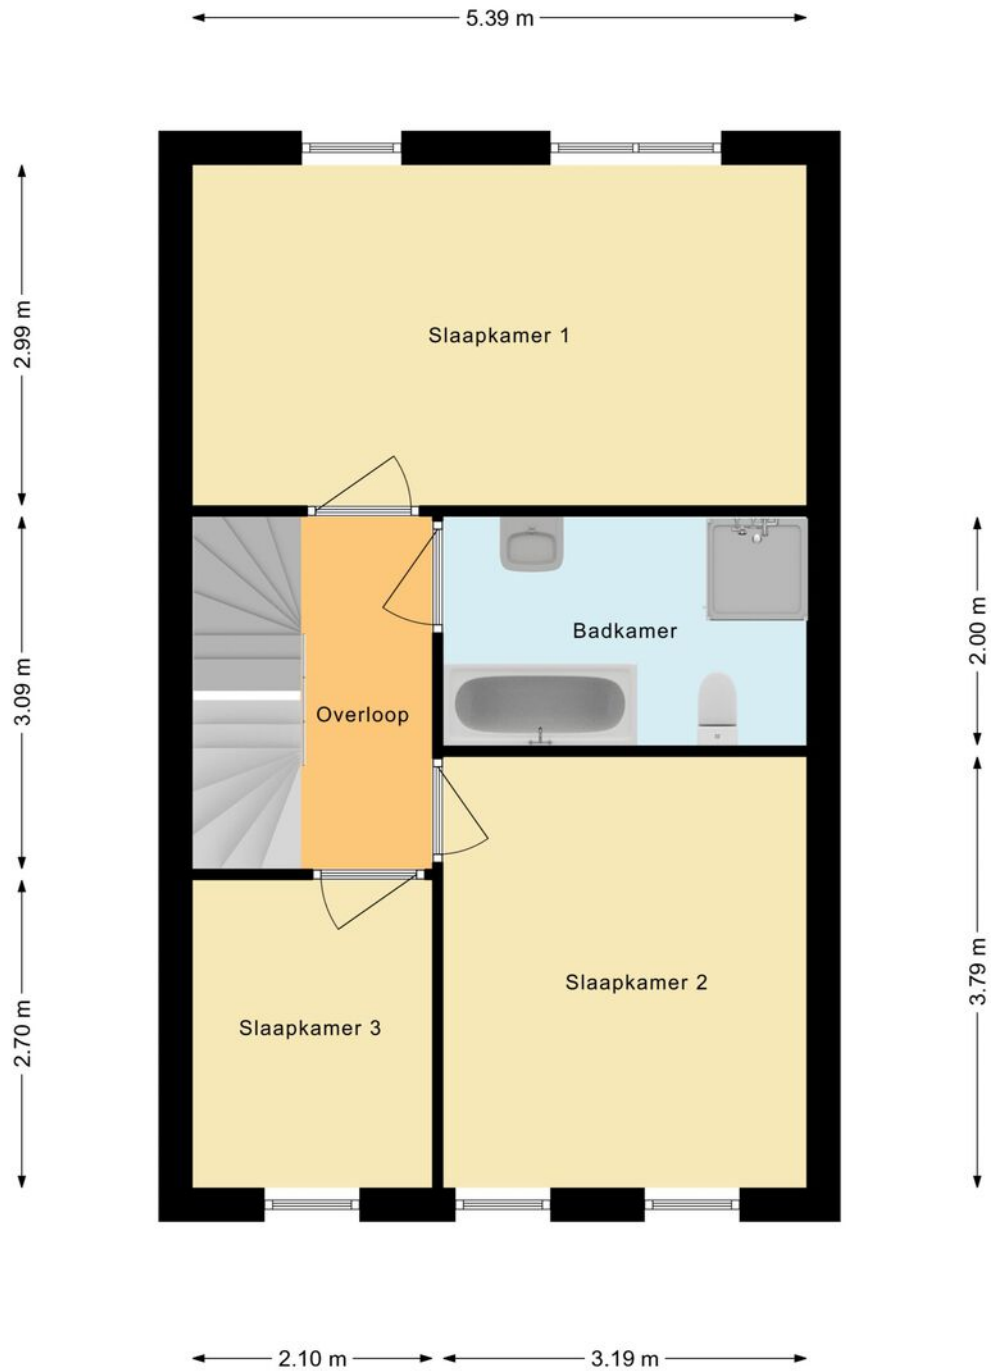 5.39 m
2.99 m
Slaapkamer 1
3.09 m
Overloop
Badkamer
2.00 m
2.70 m
Slaapkamer 3
Slaapkamer 2
3.79 m
2.10 m
3.19 m